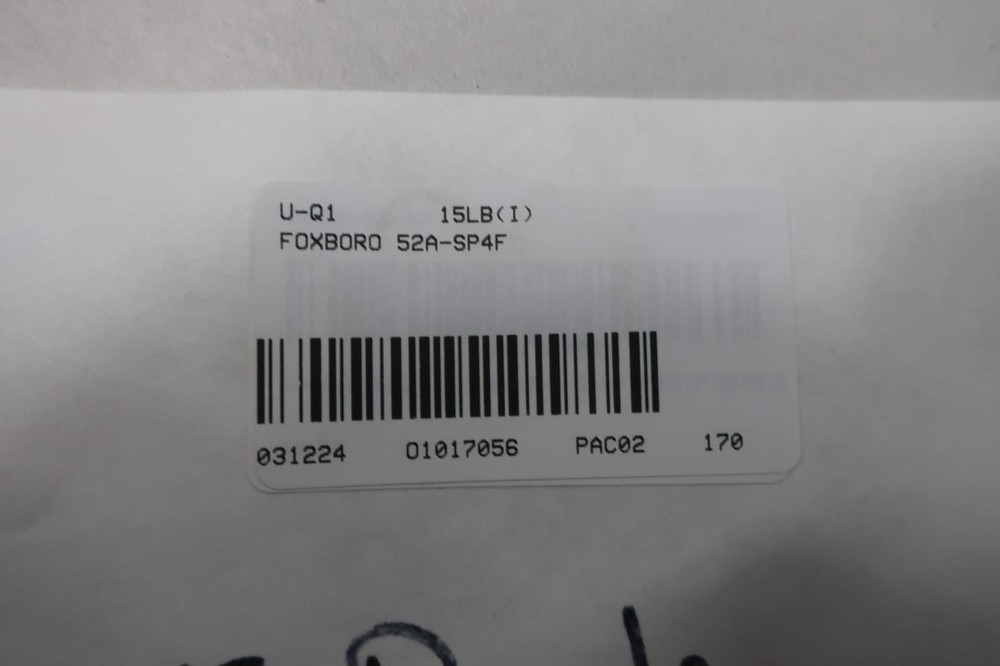 U-Q1 15LB(I)
FOXBORO 52A-SP4F
031224 01017056 PAC02 170